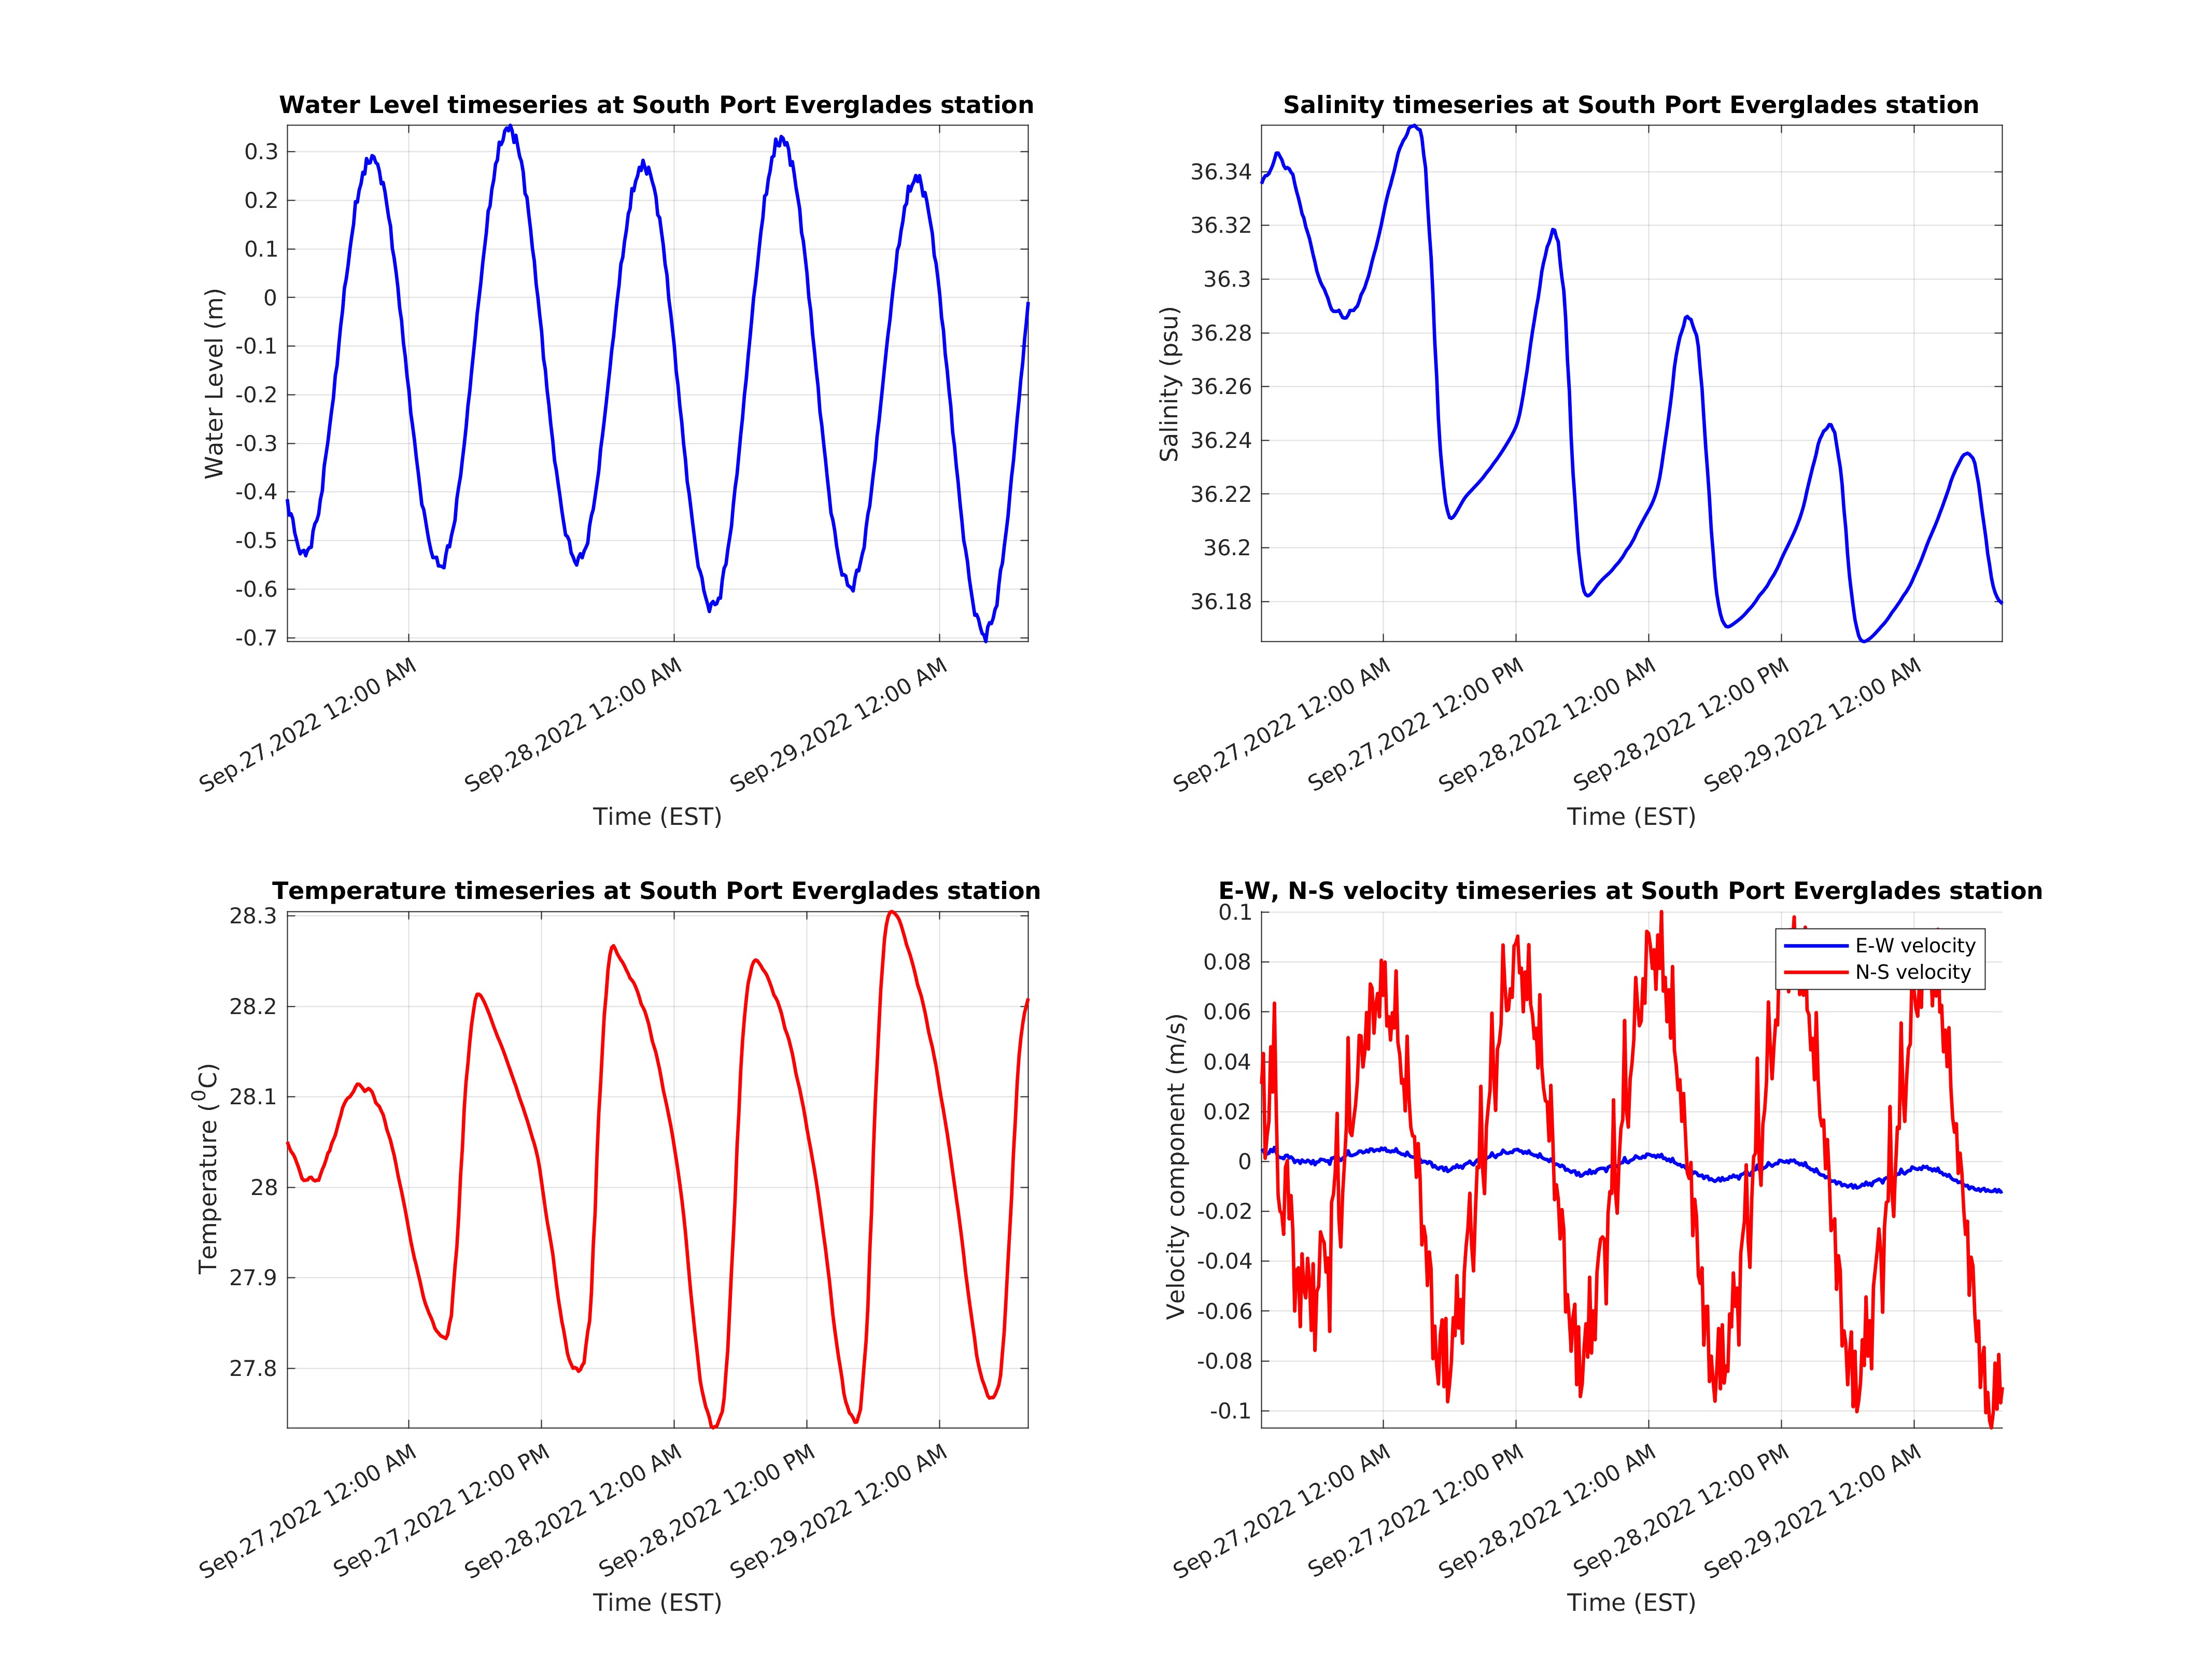 Water Level timeseries at South Port Everglades station
Water Level (m)
0.3
0.2
0.1
0
-0.1
-0.2
-0.3
-0.4
-0.5
-0.6
-0.7
Sep.27,2022 12:00 AM
Sep.28,2022 12:00 AM
Sep.29,2022 12:00 AM
Time (EST)
Salinity timeseries at South Port Everglades station
Salinity (psu)
36.34
36.32
36.3
36.28
36.26
36.24
36.22
36.2
36.18
Sep.27,2022 12:00 AM
Sep.27,2022 12:00 PM
Sep.28,2022 12:00 AM
Sep.28,2022 12:00 PM
Sep.29,2022 12:00 AM
Time (EST)
Temperature timeseries at South Port Everglades station
Temperature (⁰C)
28.3
28.2
28.1
28
27.9
27.8
Sep.27,2022 12:00 AM
Sep.27,2022 12:00 PM
Sep.28,2022 12:00 AM
Sep.28,2022 12:00 PM
Sep.29,2022 12:00 AM
Time (EST)
E-W, N-S velocity timeseries at South Port Everglades station
Velocity component (m/s)
0.1
0.08
0.06
0.04
0.02
0
-0.02
-0.04
-0.06
-0.08
-0.1
E-W velocity
N-S velocity
Sep.27,2022 12:00 AM
Sep.27,2022 12:00 PM
Sep.28,2022 12:00 AM
Sep.28,2022 12:00 PM
Sep.29,2022 12:00 AM
Time (EST)